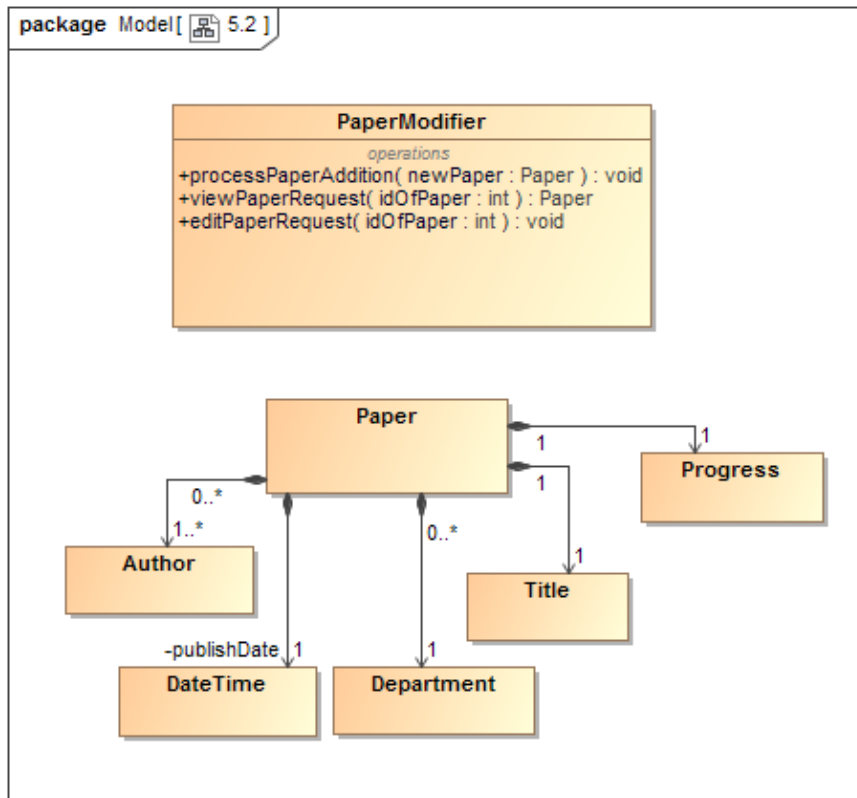 package Model[ 5.2 ]
PaperModifier
operations
+processPaperAddition( newPaper : Paper ) : void
+viewPaperRequest( idOfPaper : int ) : Paper
+editPaperRequest( idOfPaper : int ) : void
Paper
1
1
Progress
1
0..*
1..*
Author
0..*
1
Title
-publishDate
1
DateTime
1
Department